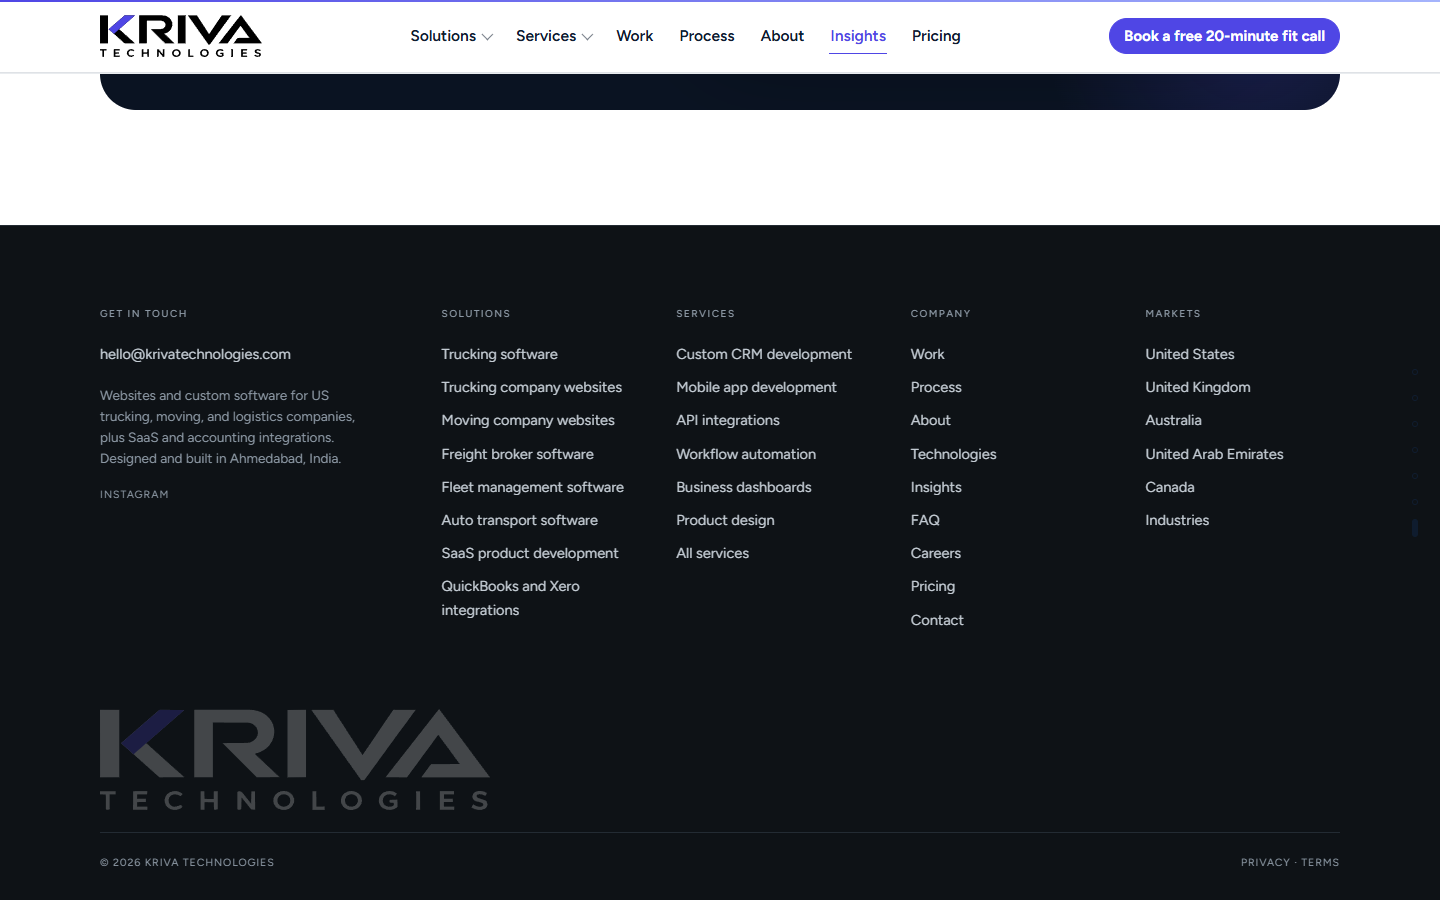 KRIVA
TECHNOLOGIES
Solutions
Services
Work
Process
About
Insights
Pricing
Book a free 20-minute fit call
GET IN TOUCH
hello@krivatechnologies.com
Websites and custom software for US
trucking, moving, and logistics companies,
plus SaaS and accounting integrations.
Designed and built in Ahmedabad, India.
INSTAGRAM
SOLUTIONS
Trucking software
Trucking company websites
Moving company websites
Freight broker software
Fleet management software
Auto transport software
SaaS product development
QuickBooks and Xero
integrations
SERVICES
Custom CRM development
Mobile app development
API integrations
Workflow automation
Business dashboards
Product design
All services
COMPANY
Work
Process
About
Technologies
Insights
FAQ
Careers
Pricing
Contact
MARKETS
United States
United Kingdom
Australia
United Arab Emirates
Canada
Industries
KRIVA
TECHNOLOGIES
© 2026 KRIVA TECHNOLOGIES
PRIVACY · TERMS